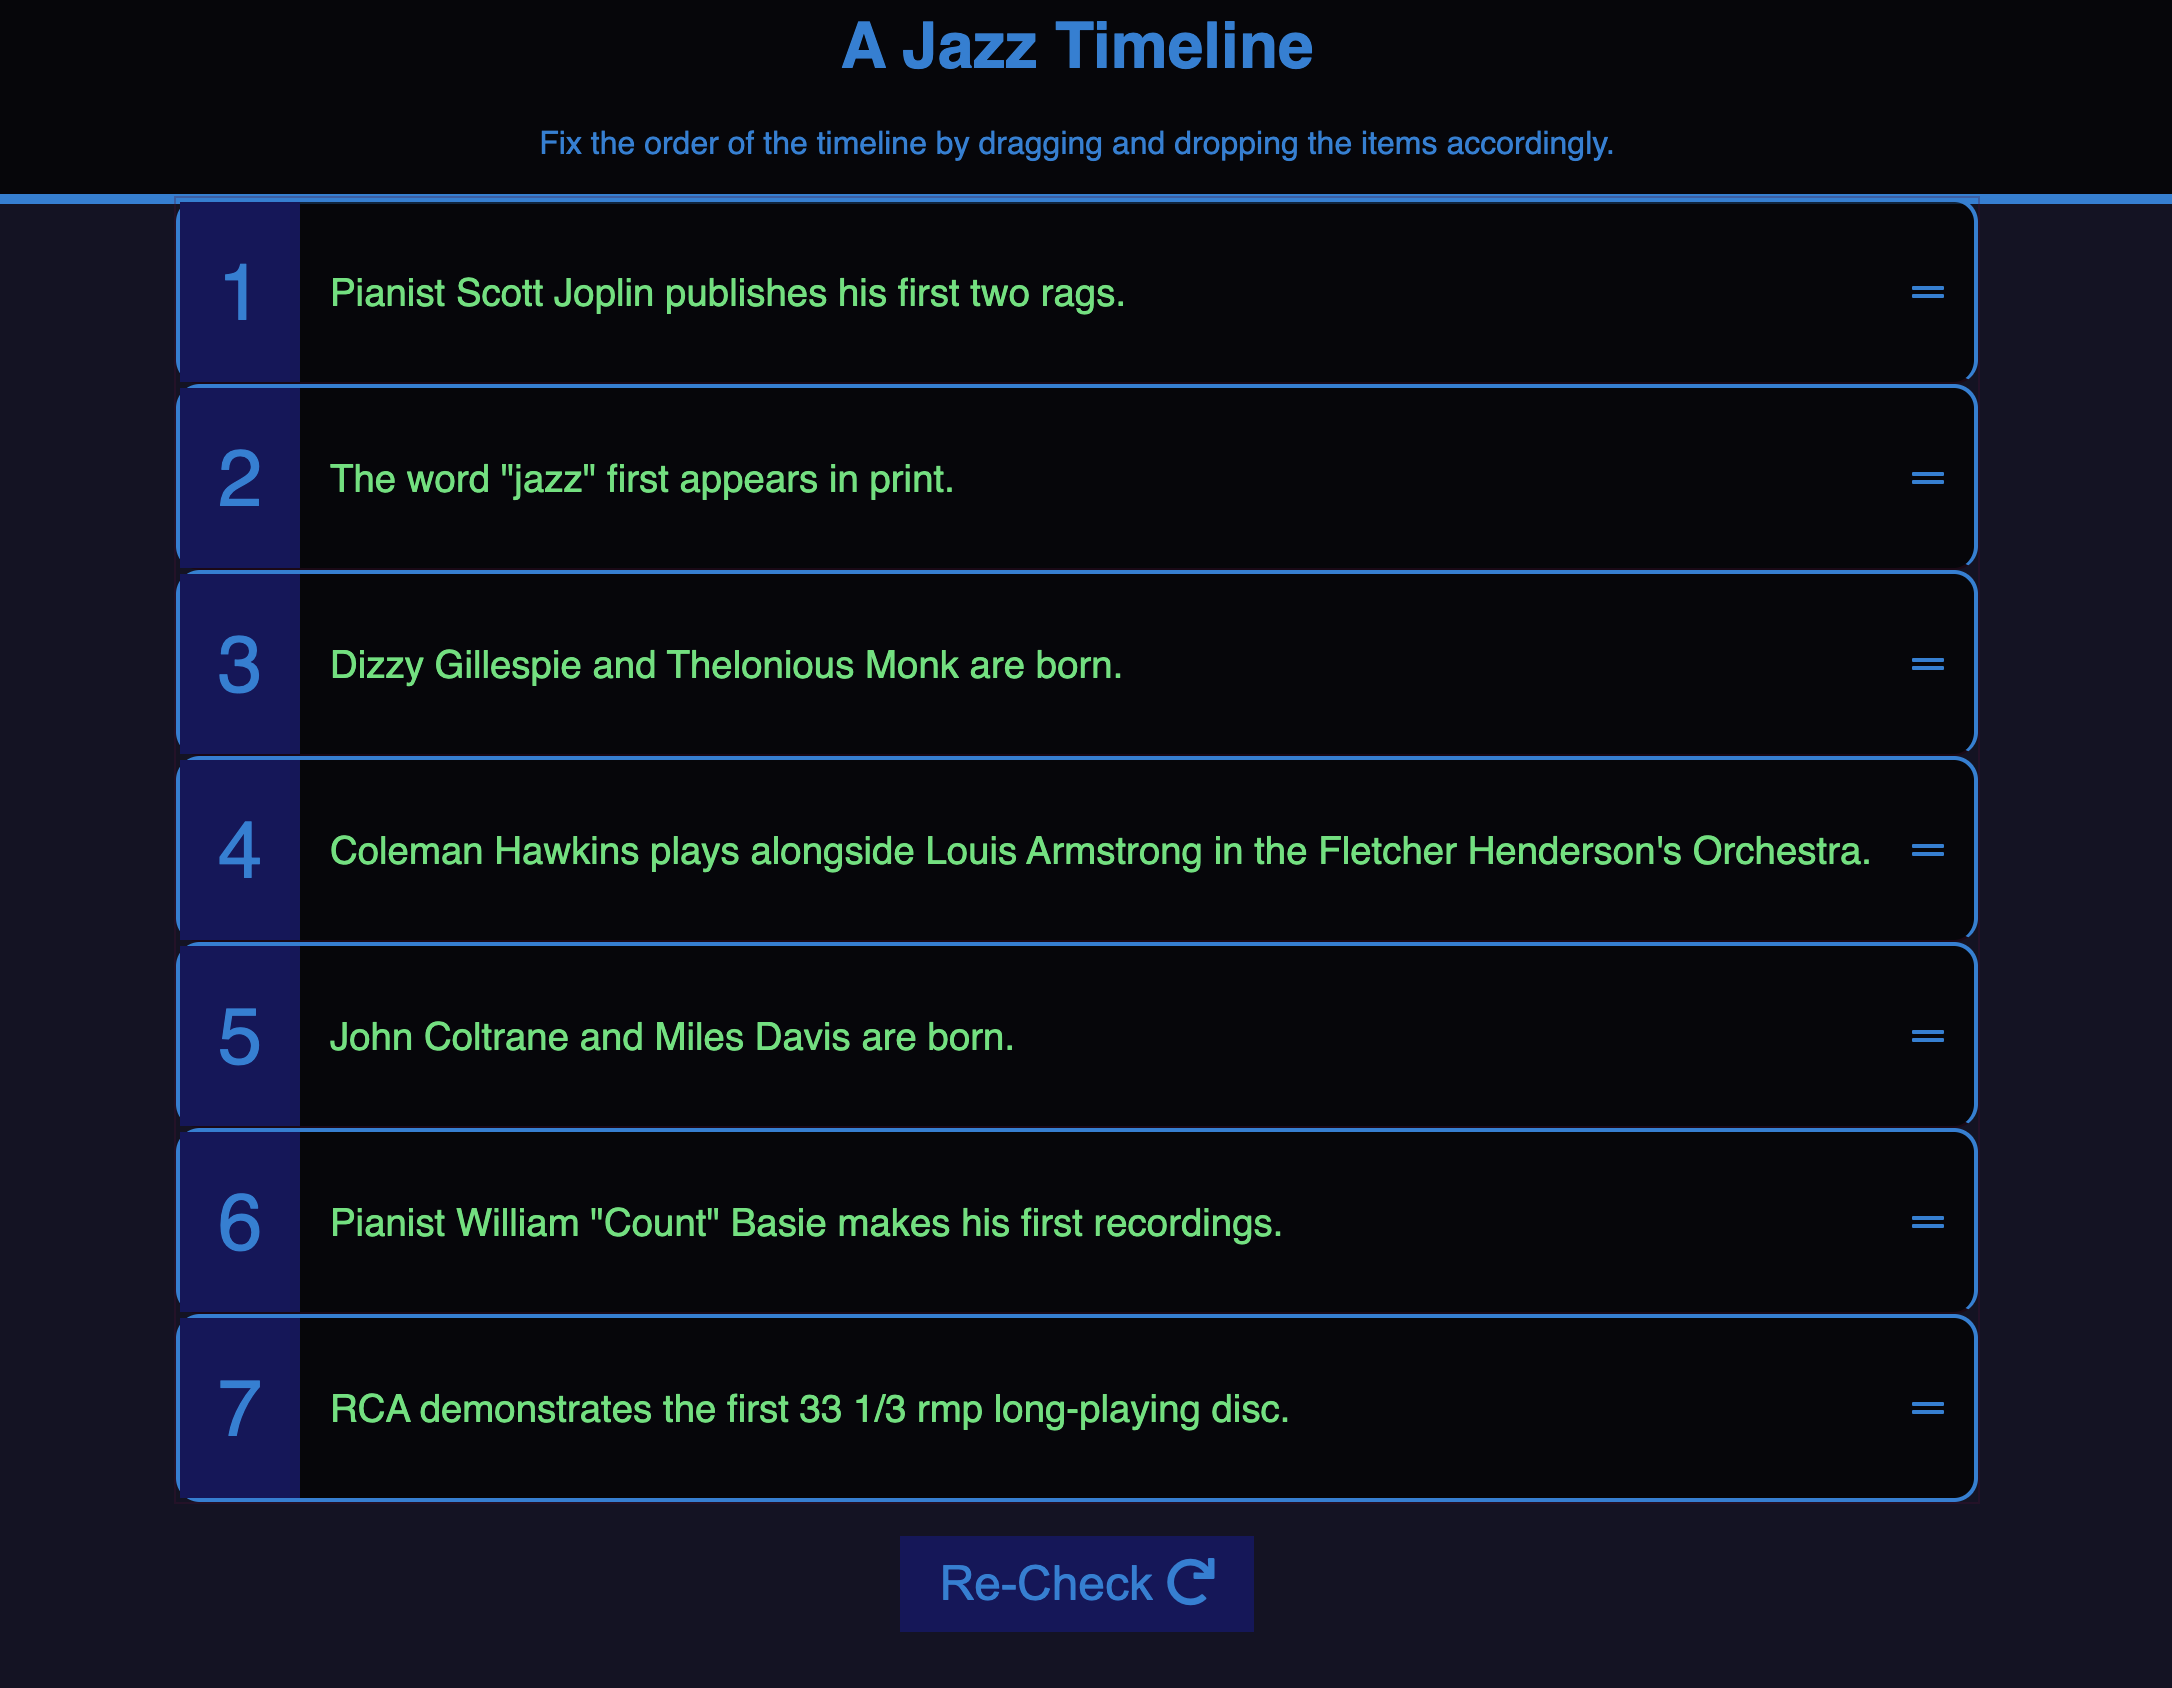 A Jazz Timeline
Fix the order of the timeline by dragging and dropping the items accordingly.
1
Pianist Scott Joplin publishes his first two rags.
2
The word "jazz" first appears in print.
3
Dizzy Gillespie and Thelonious Monk are born.
4
Coleman Hawkins plays alongside Louis Armstrong in the Fletcher Henderson's Orchestra.
5
John Coltrane and Miles Davis are born.
6
Pianist William "Count" Basie makes his first recordings.
7
RCA demonstrates the first 33 1/3 rmp long-playing disc.
Re-Check